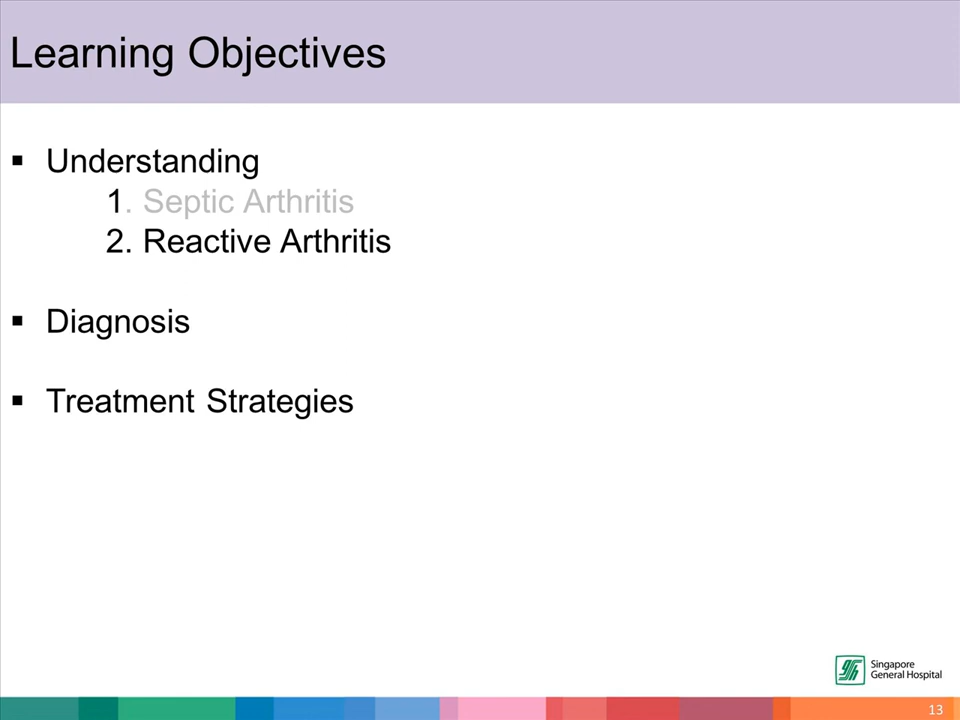 Learning Objectives
▪ Understanding
1. Septic Arthritis
2. Reactive Arthritis
▪ Diagnosis
▪ Treatment Strategies
Singapore
General Hospital
13